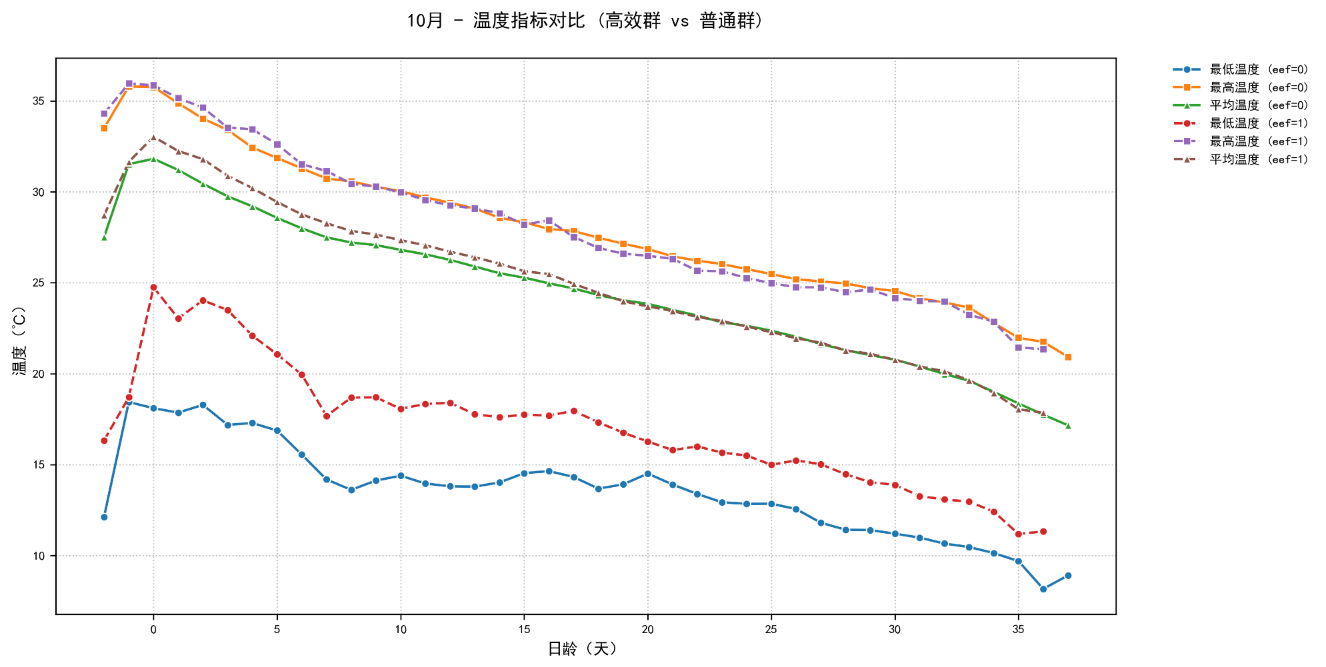 10月 - 温度指标对比 (高效群 vs 普通群)
最低温度 (eef=0)
最高温度 (eef=0)
平均温度 (eef=0)
最低温度 (eef=1)
最高温度 (eef=1)
平均温度 (eef=1)
温度 (℃)
35
30
25
20
15
10
0
5
10
15
20
25
30
35
日龄 (天)